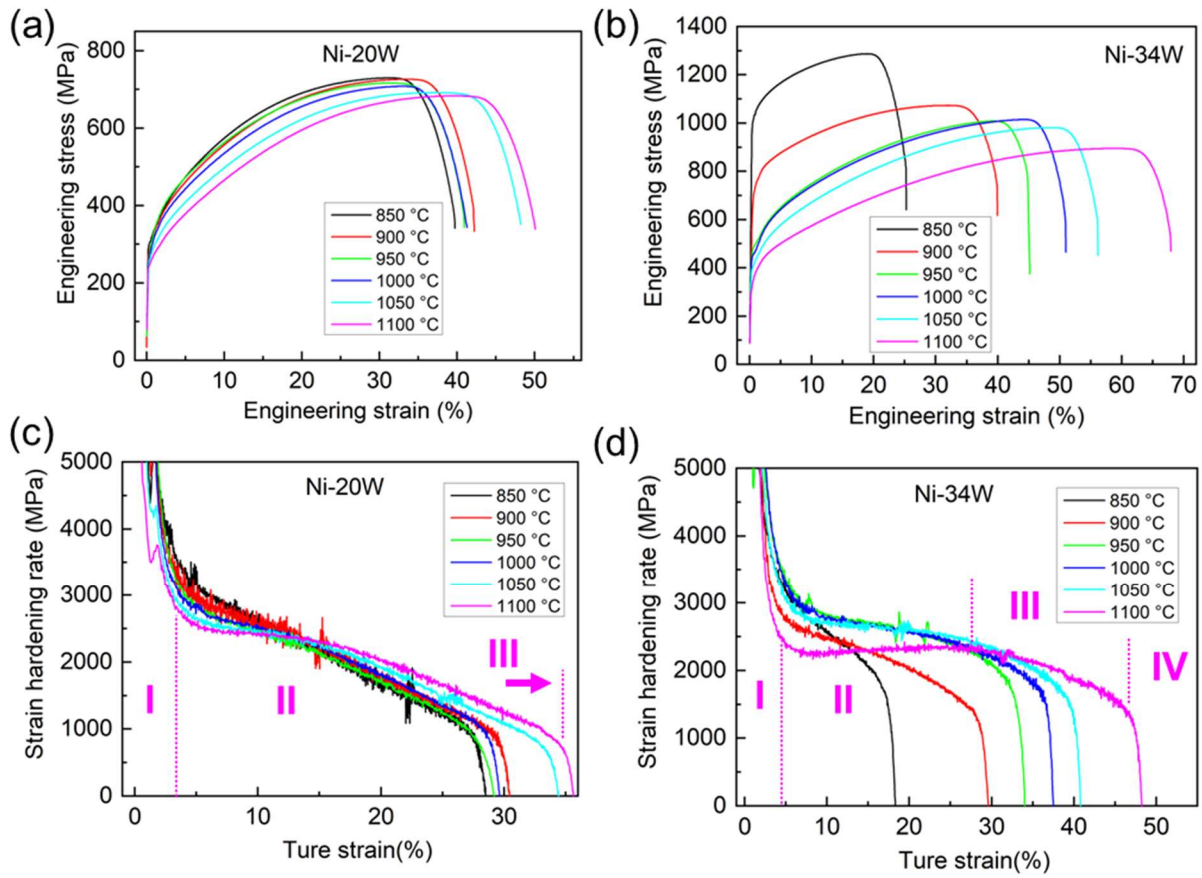 (a)
Ni-20W
Engineering stress (MPa)
800
600
400
200
0
850 °C
900 °C
950 °C
1000 °C
1050 °C
1100 °C
0 10 20 30 40 50
Engineering strain (%)
(b)
Ni-34W
Engineering stress (MPa)
1400
1200
1000
800
600
400
200
0
850 °C
900 °C
950 °C
1000 °C
1050 °C
1100 °C
0 10 20 30 40 50 60 70
Engineering strain (%)
(c)
Ni-20W
Strain hardening rate (MPa)
5000
4000
3000
2000
1000
0
850 °C
900 °C
950 °C
1000 °C
1050 °C
1100 °C
I
II
III
0 10 20 30
Ture strain(%)
(d)
Ni-34W
Strain hardening rate (MPa)
5000
4000
3000
2000
1000
0
850 °C
900 °C
950 °C
1000 °C
1050 °C
1100 °C
I
II
III
IV
0 10 20 30 40 50
Ture strain(%)